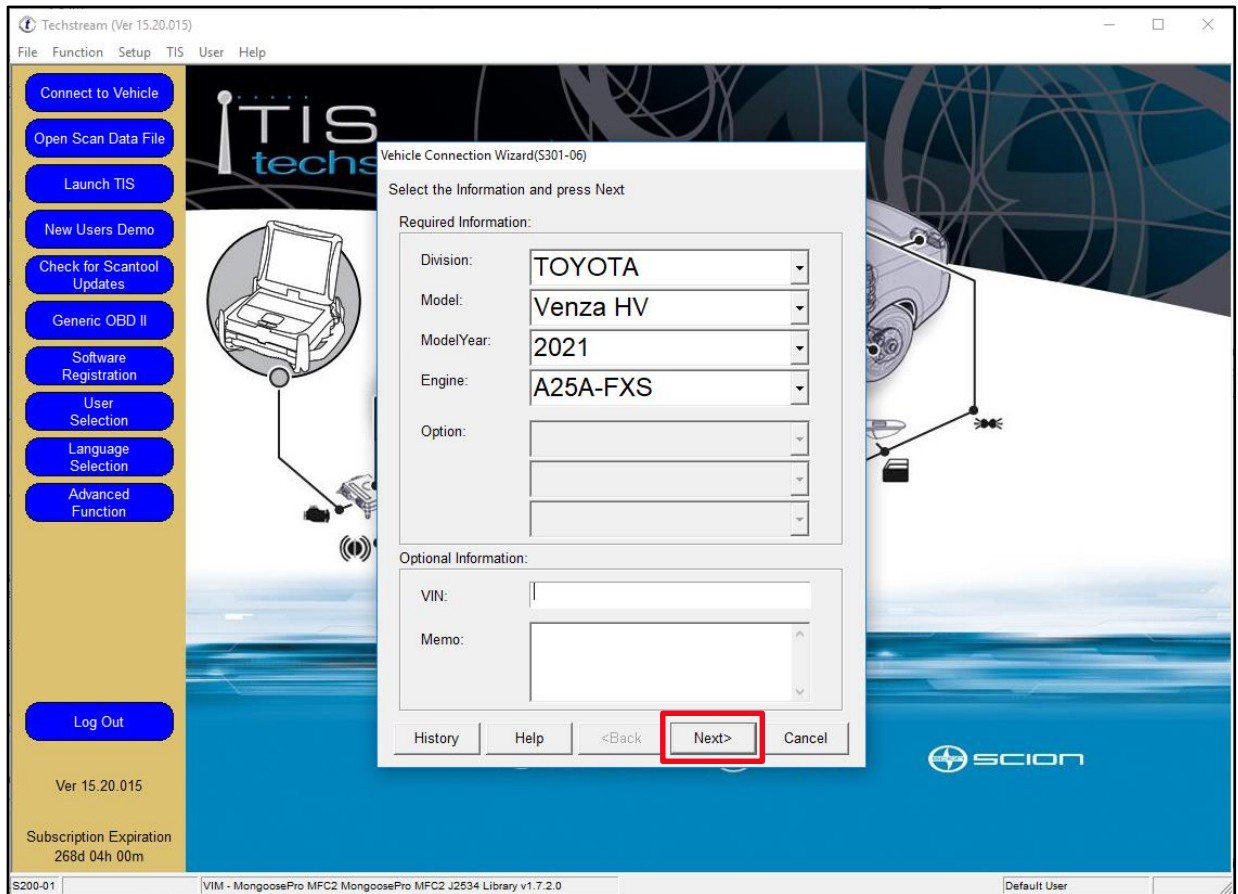 Techstream (Ver 15.20.015)
File Function Setup TIS User Help
Connect to Vehicle
Open Scan Data File
Launch TIS
New Users Demo
Check for Scantool
Updates
Generic OBD II
Software
Registration
User
Selection
Language
Selection
Advanced
Function
Log Out
Ver 15.20.015
Subscription Expiration
268d 04h 00m
TIS
techs
Vehicle Connection Wizard(S301-06)
Select the Information and press Next
Required Information:
Division: TOYOTA
Model: Venza HV
ModelYear: 2021
Engine: A25A-FXS
Option:
Optional Information:
VIN:
Memo:
History Help <Back Next> Cancel
SCION
S200-01 VIM - MongoosePro MFC2 MongoosePro MFC2 J2534 Library v1.7.2.0 Default User